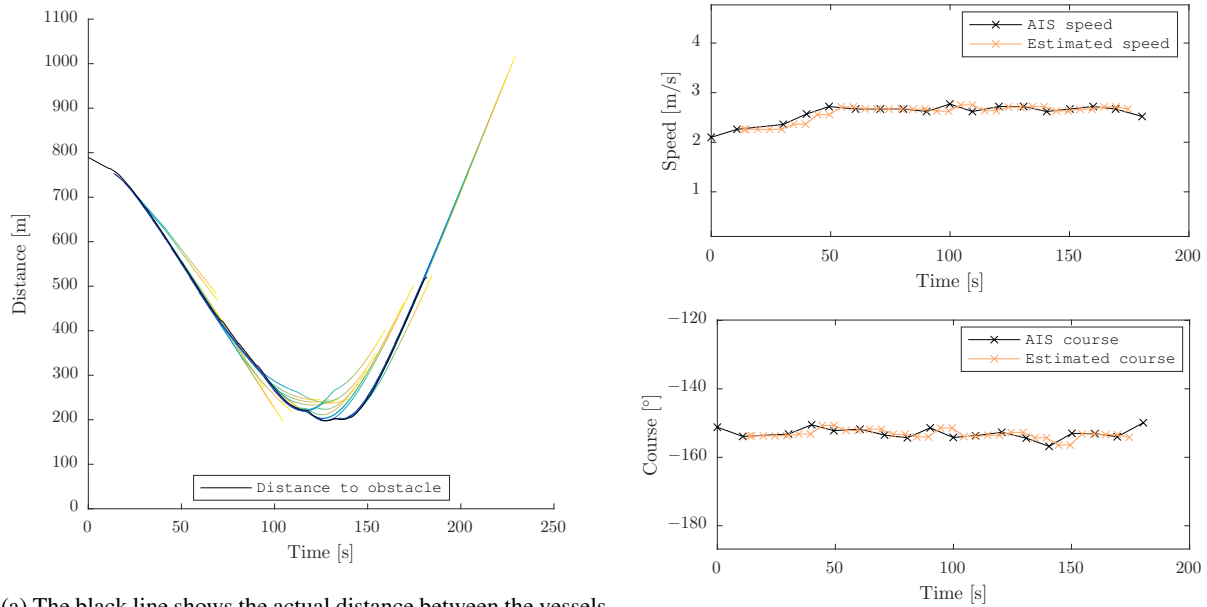 1100
1000
900
800
700
600
500
400
300
200
100
0
Distance [m]
Distance to obstacle
0 50 100 150 200 250
Time [s]
AIS speed
Estimated speed
4
3
2
1
Speed [m/s]
0 50 100 150 200
Time [s]
−120
−140
−160
−180
Course [°]
AIS course
Estimated course
0 50 100 150 200
Time [s]
(a) The black line shows the actual distance between the vessels